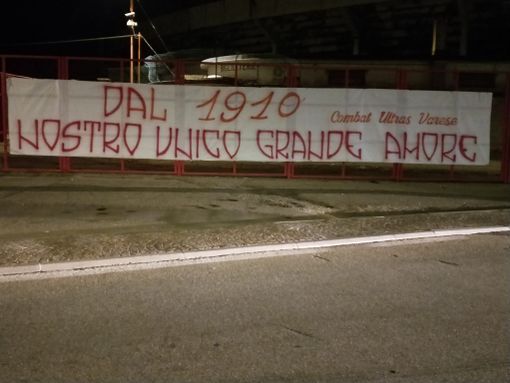 DAL 1910
Combat Ultras Varese
NOSTRO UNICO GRANDE AMORE